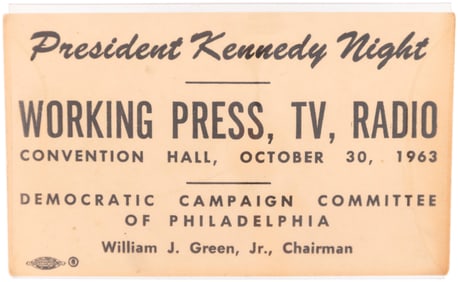 President Kennedy Night
WORKING PRESS, TV, RADIO
CONVENTION HALL, OCTOBER 30, 1963
DEMOCRATIC CAMPAIGN COMMITTEE
OF PHILADELPHIA
William J. Green, Jr., Chairman